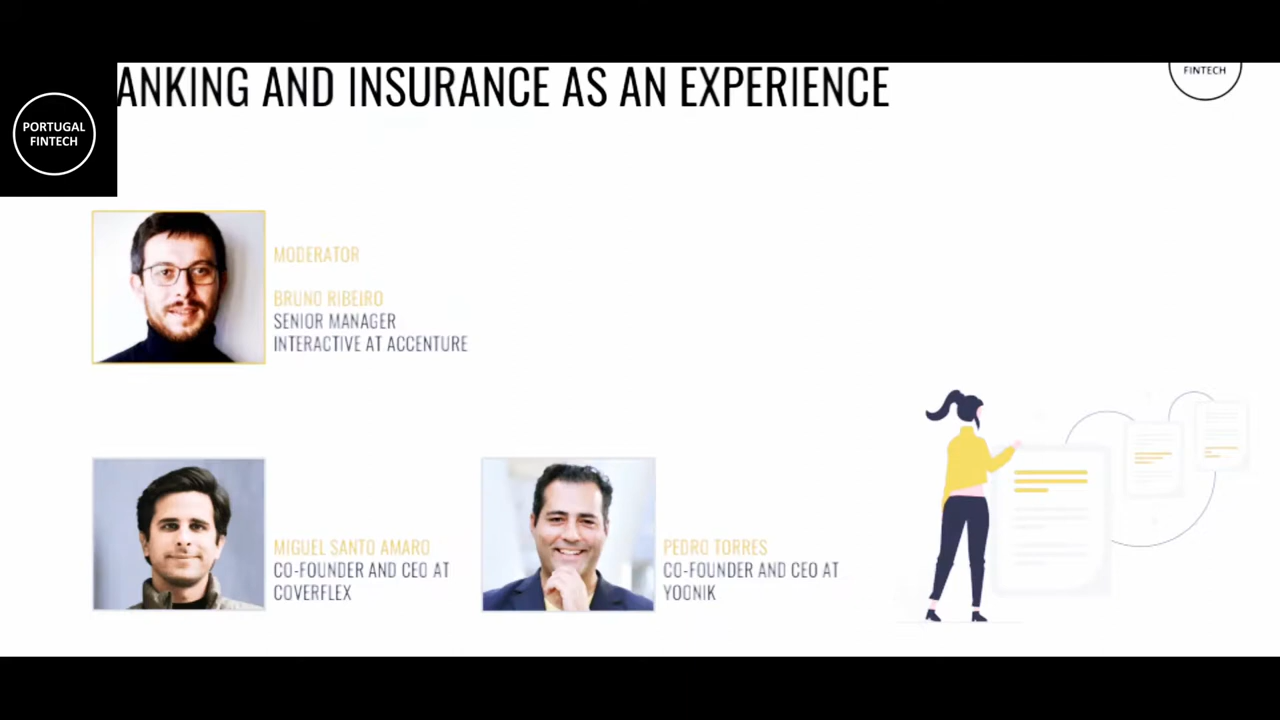 ANKING AND INSURANCE AS AN EXPERIENCE
FINTECH
PORTUGAL
FINTECH
MODERATOR
BRUNO RIBEIRO
SENIOR MANAGER
INTERACTIVE AT ACCENTURE
MIGUEL SANTO AMARO
CO-FOUNDER AND CEO AT
COVERFLEX
PEDRO TORRES
CO-FOUNDER AND CEO AT
YOONIK